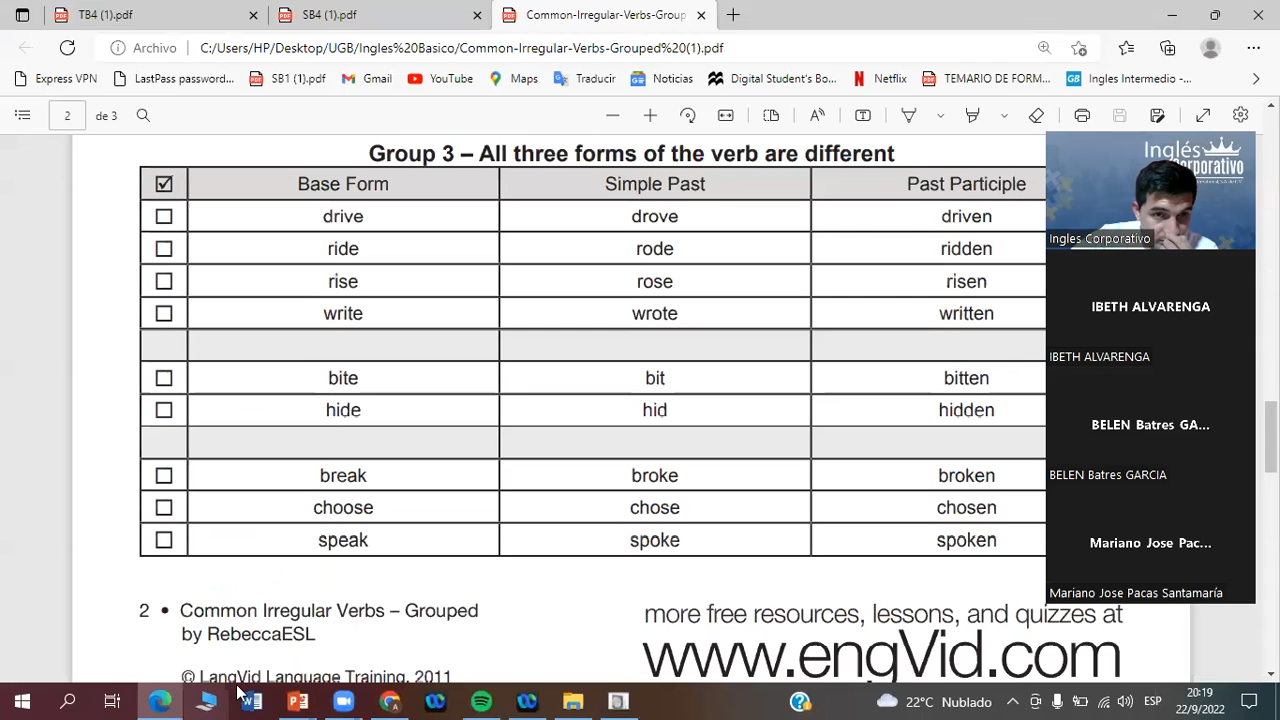 TB4 (1).pdf
SB4 (1).pdf
Common-Irregular-Verbs-Group
Archivo C:/Users/HP/Desktop/UGB/Ingles%20Basico/Common-Irregular-Verbs-Grouped%20(1).pdf
Express VPN LastPass password... SB1 (1).pdf Gmail YouTube Maps Traducir Noticias Digital Student's Bo... Netflix TEMARIO DE FORM... Ingles Intermedio -...
2 de 3
Group 3 – All three forms of the verb are different
Base Form Simple Past Past Participle
drive drove driven
ride rode ridden
rise rose risen
write wrote written
bite bit bitten
hide hid hidden
break broke broken
choose chose chosen
speak spoke spoken
2 • Common Irregular Verbs – Grouped
by RebeccaESL
© LangVid Language Training, 2011
more free resources, lessons, and quizzes at
www.engVid.com
Inglés
Corporativo
Ingles Corporativo
IBETH ALVARENGA
IBETH ALVARENGA
BELEN Batres GA...
BELEN Batres GARCIA
Mariano Jose Pac...
Mariano Jose Pacas Santamaría
22°C Nublado ESP 20:19
22/9/2022